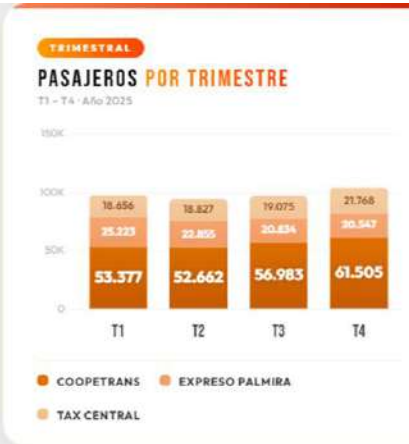 TRIMESTRAL
PASAJEROS POR TRIMESTRE
T1 – T4 · Año 2025
150K
100K
50K
0
18.656
25.223
53.377
18.827
22.855
52.662
19.075
20.834
56.983
21.768
20.547
61.505
T1 T2 T3 T4
COOPETRANS EXPRESO PALMIRA
TAX CENTRAL